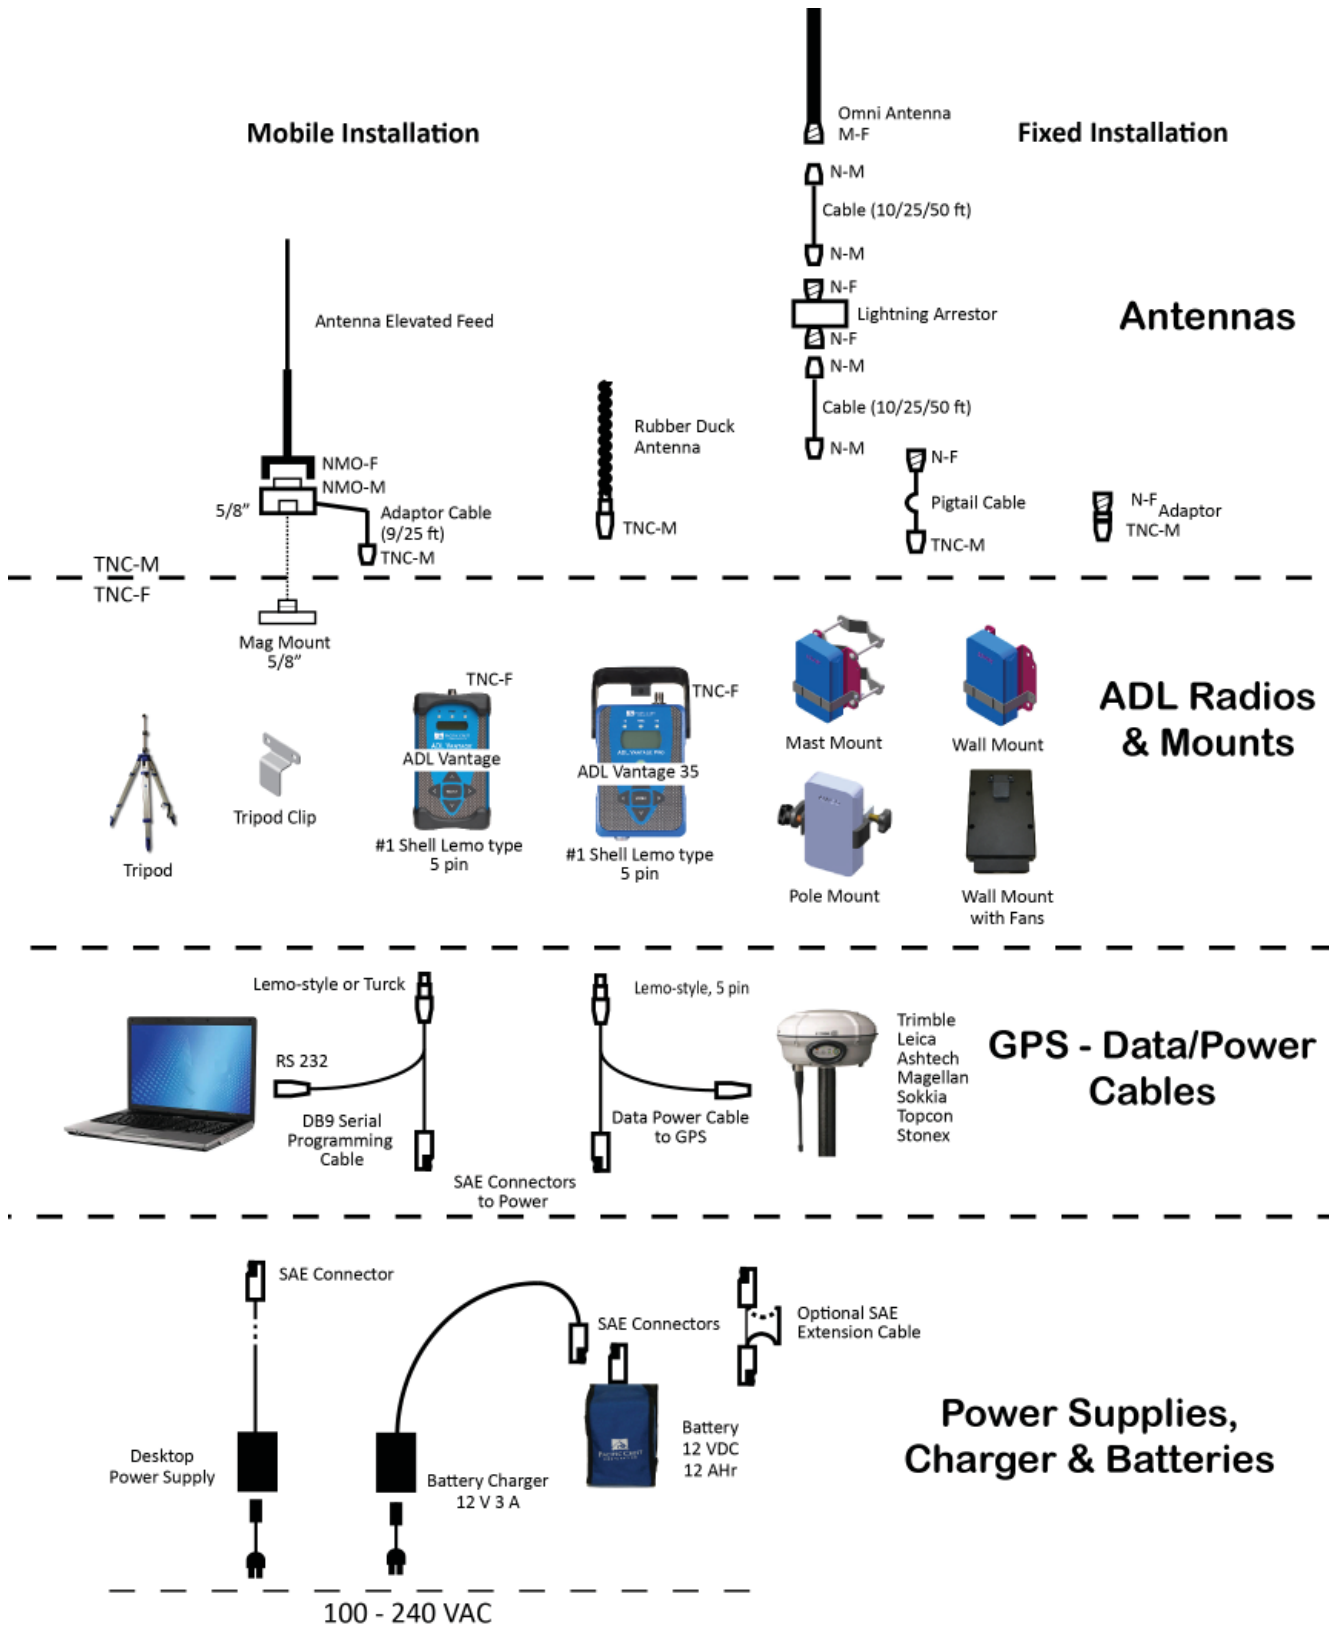 Omni Antenna
M-F
Mobile Installation
Fixed Installation
N-M
Cable (10/25/50 ft)
N-M
N-F
Lightning Arrestor
N-F
Antennas
Antenna Elevated Feed
N-M
Cable (10/25/50 ft)
N-M
Rubber Duck
Antenna
TNC-M
NMO-F
NMO-M
5/8”
Adaptor Cable
(9/25 ft)
TNC-M
N-F
Pigtail Cable
TNC-M
N-F
Adaptor
TNC-M
TNC-M
TNC-F
Mag Mount
5/8”
TNC-F
TNC-F
ADL Vantage
ADL Vantage
ADL Vantage Pro
ADL Vantage 35
Mast Mount
Wall Mount
ADL Radios
& Mounts
Tripod
Tripod Clip
#1 Shell Lemo type
5 pin
#1 Shell Lemo type
5 pin
Pole Mount
Wall Mount
with Fans
Lemo-style or Turck
Lemo-style, 5 pin
RS 232
DB9 Serial
Programming
Cable
Data Power Cable
to GPS
SAE Connectors
to Power
Trimble
Leica
Ashtech
Magellan
Sokkia
Topcon
Stonex
GPS - Data/Power
Cables
SAE Connector
SAE Connectors
Optional SAE
Extension Cable
Desktop
Power Supply
Battery Charger
12 V 3 A
Pacific Crest
Battery
12 VDC
12 AHr
Power Supplies,
Charger & Batteries
100 - 240 VAC